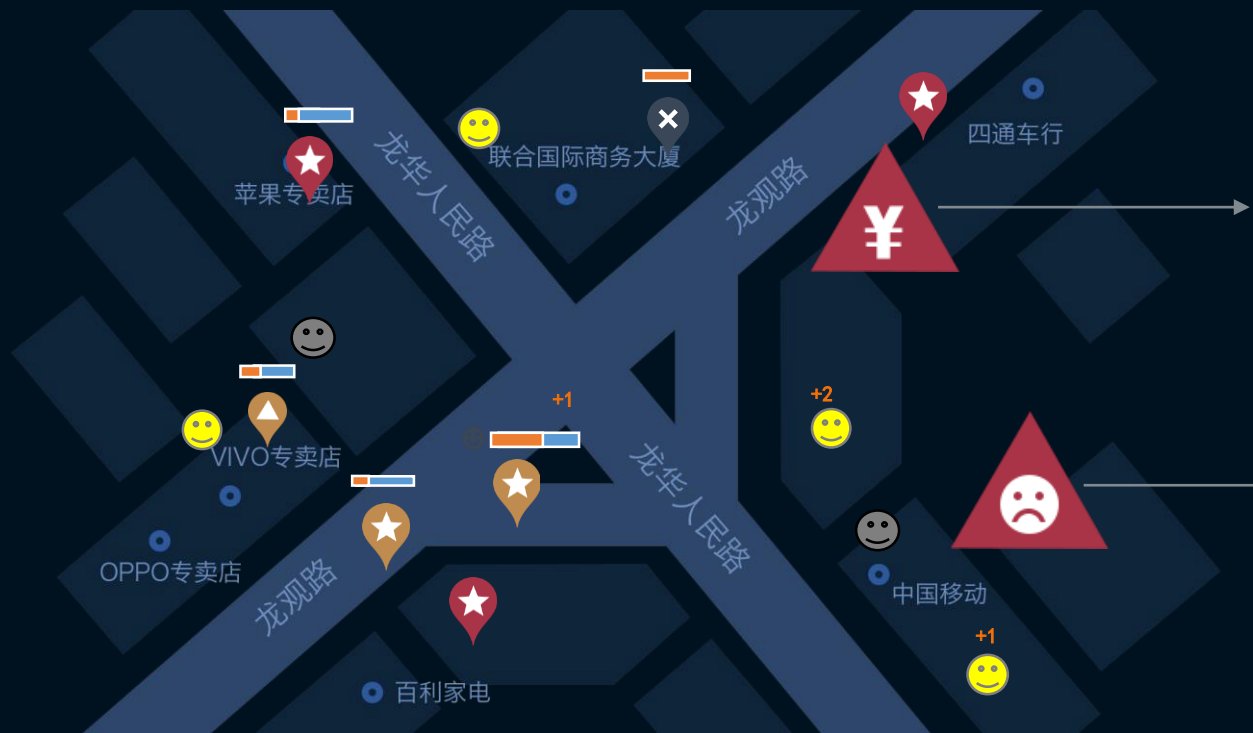 联合国际商务大厦
四通车行
苹果专卖店
龙华人民路
龙观路
¥
+1
+2
VIVO专卖店
龙华人民路
OPPO专卖店
龙观路
中国移动
+1
百利家电